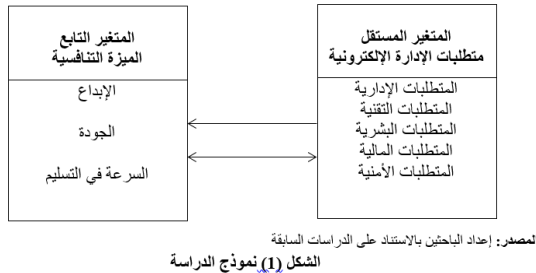 المتغير المستقل
متطلبات الإدارة الإلكترونية
المتطلبات الإدارية
المتطلبات التقنية
المتطلبات البشرية
المتطلبات المالية
المتطلبات الأمنية
المتغير التابع
الميزة التنافسية
الإبداع
الجودة
السرعة في التسليم
لمصدر: إعداد الباحثين بالاستناد على الدراسات السابقة
الشكل (1) نموذج الدراسة